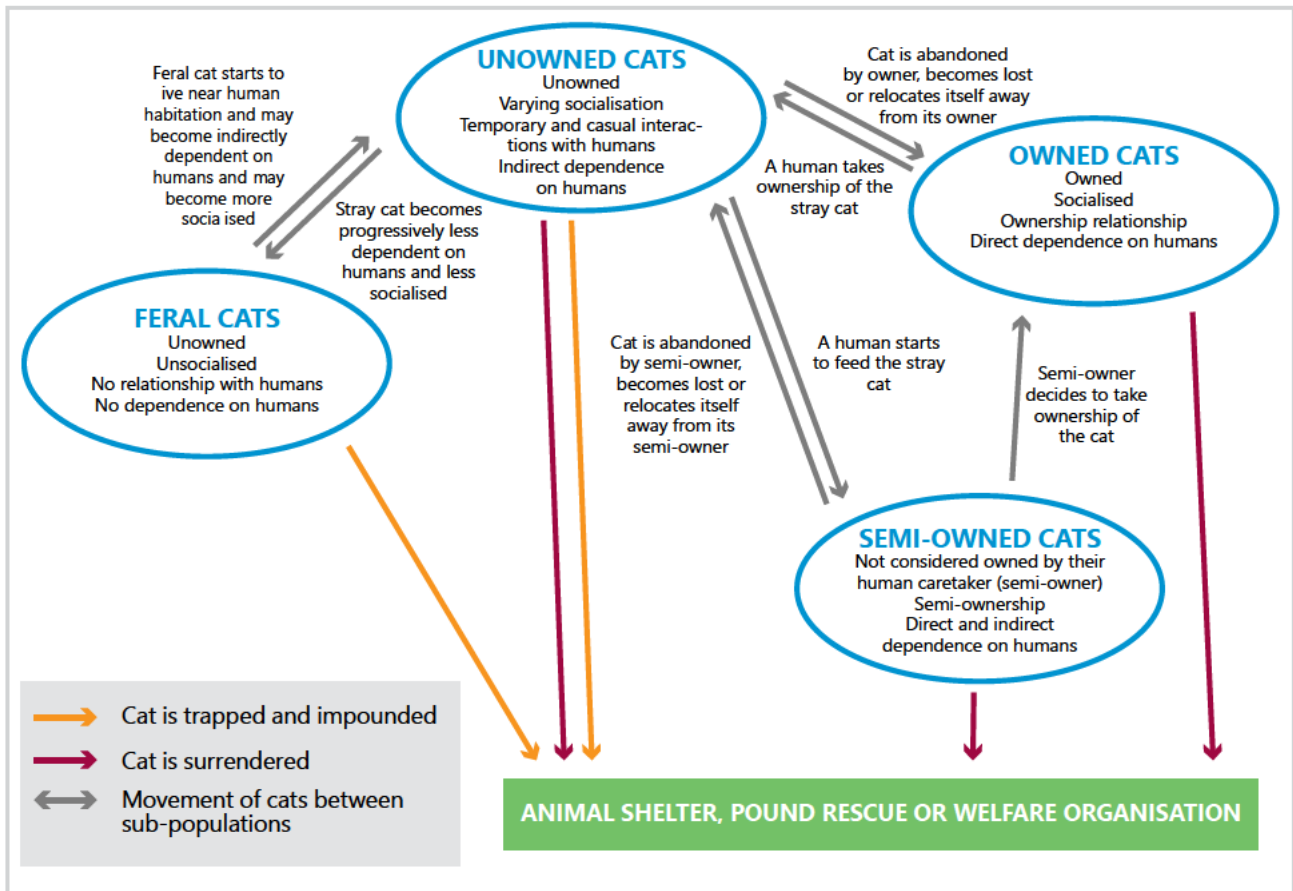 Feral cat starts to
ive near human
habitation and may
become indirectly
dependent on
humans and may
become more
socia ised
UNOWNED CATS
Unowned
Varying socialisation
Temporary and casual interac-
tions with humans
Indirect dependence
on humans
Cat is abandoned
by owner, becomes lost
or relocates itself away
from its owner
A human takes
ownership of the
stray cat
OWNED CATS
Owned
Socialised
Ownership relationship
Direct dependence on humans
Stray cat becomes
progressively less
dependent on
humans and less
socialised
FERAL CATS
Unowned
Unsocialised
No relationship with humans
No dependence on humans
Cat is abandoned
by semi-owner,
becomes lost or
relocates itself
away from its
semi-owner
A human starts
to feed the stray
cat
Semi-owner
decides to take
ownership of
the cat
SEMI-OWNED CATS
Not considered owned by their
human caretaker (semi-owner)
Semi-ownership
Direct and indirect
dependence on humans
Cat is trapped and impounded
Cat is surrendered
Movement of cats between
sub-populations
ANIMAL SHELTER, POUND RESCUE OR WELFARE ORGANISATION